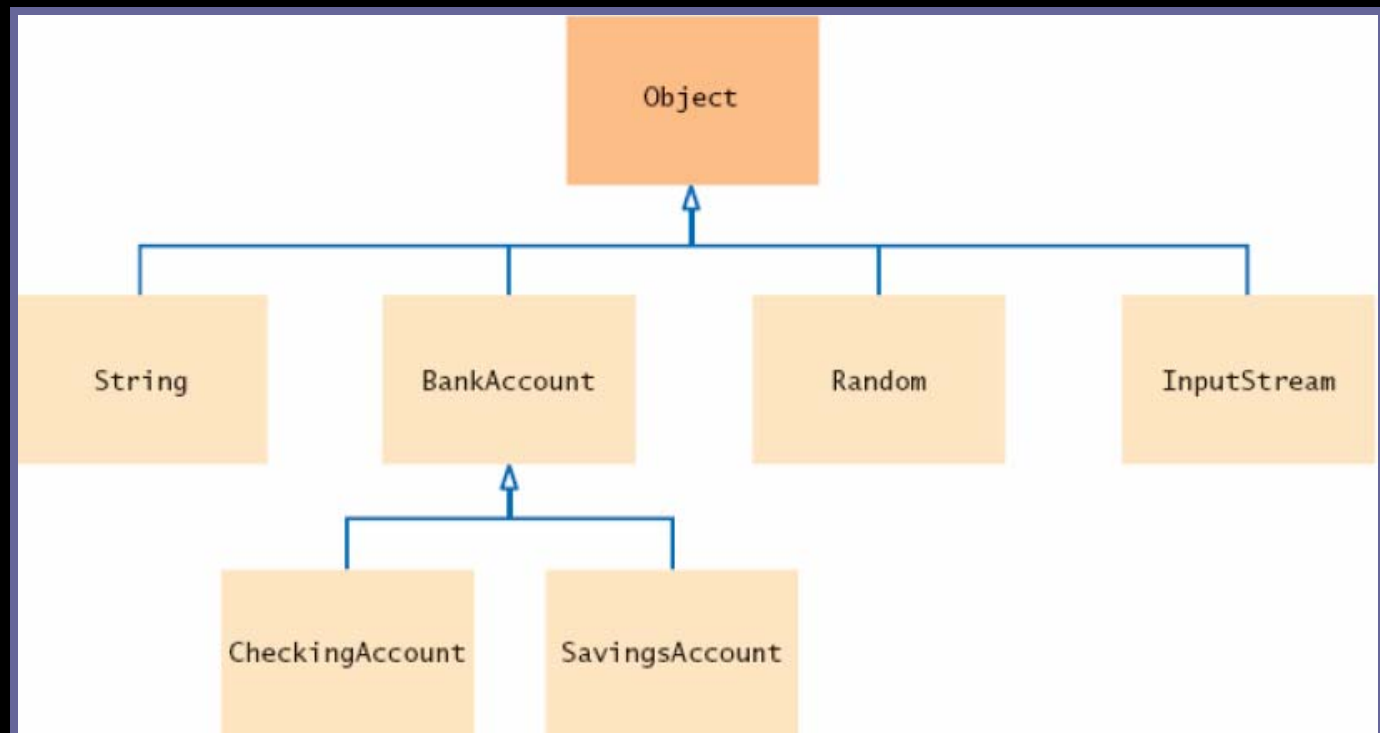 Object
String
BankAccount
Random
InputStream
CheckingAccount
SavingsAccount